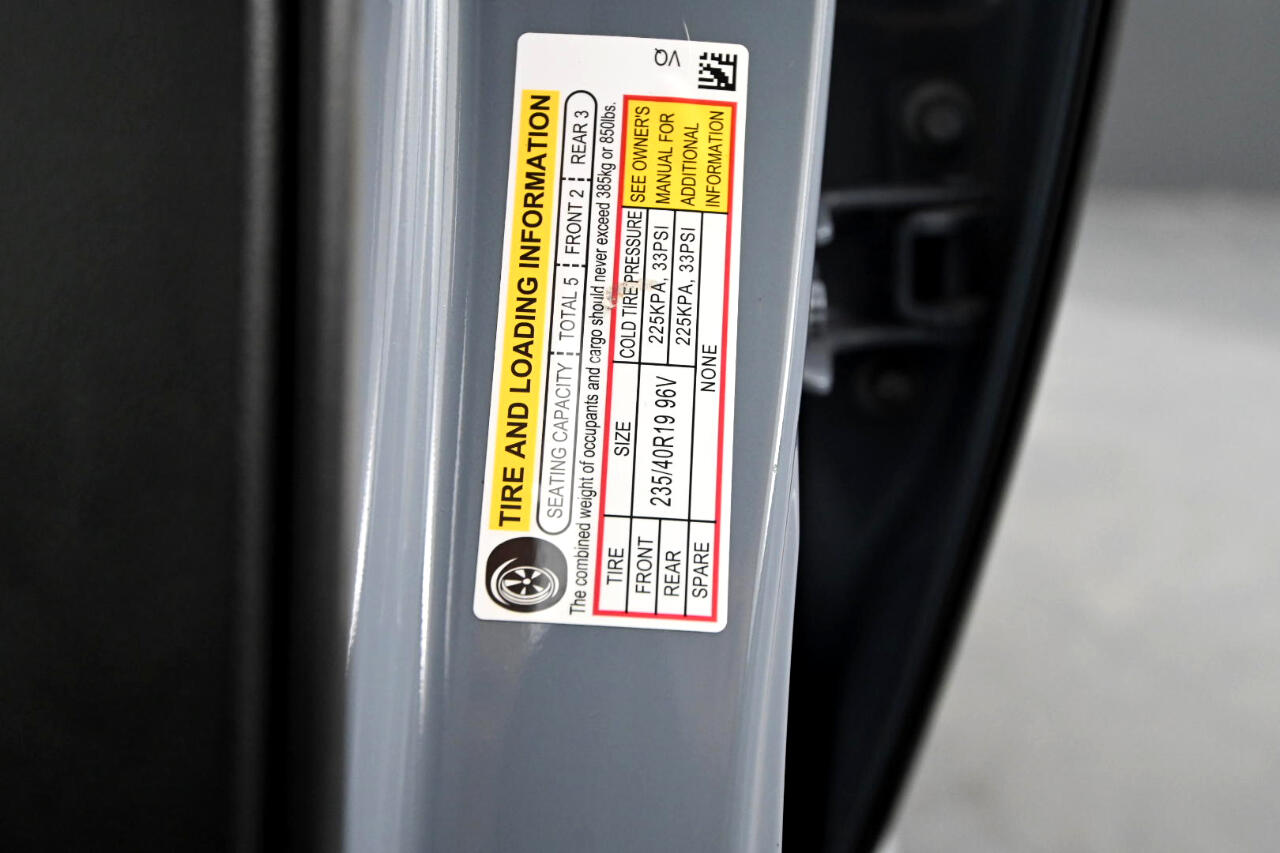 TIRE AND LOADING INFORMATION
SEATING CAPACITY TOTAL 5 FRONT 2 REAR 3
The combined weight of occupants and cargo should never exceed 385kg or 850lbs.
TIRE SIZE COLD TIRE PRESSURE SEE OWNER'S
FRONT 235/40R19 96V 225KPA, 33PSI MANUAL FOR
REAR 225KPA, 33PSI ADDITIONAL
SPARE NONE INFORMATION
VQ